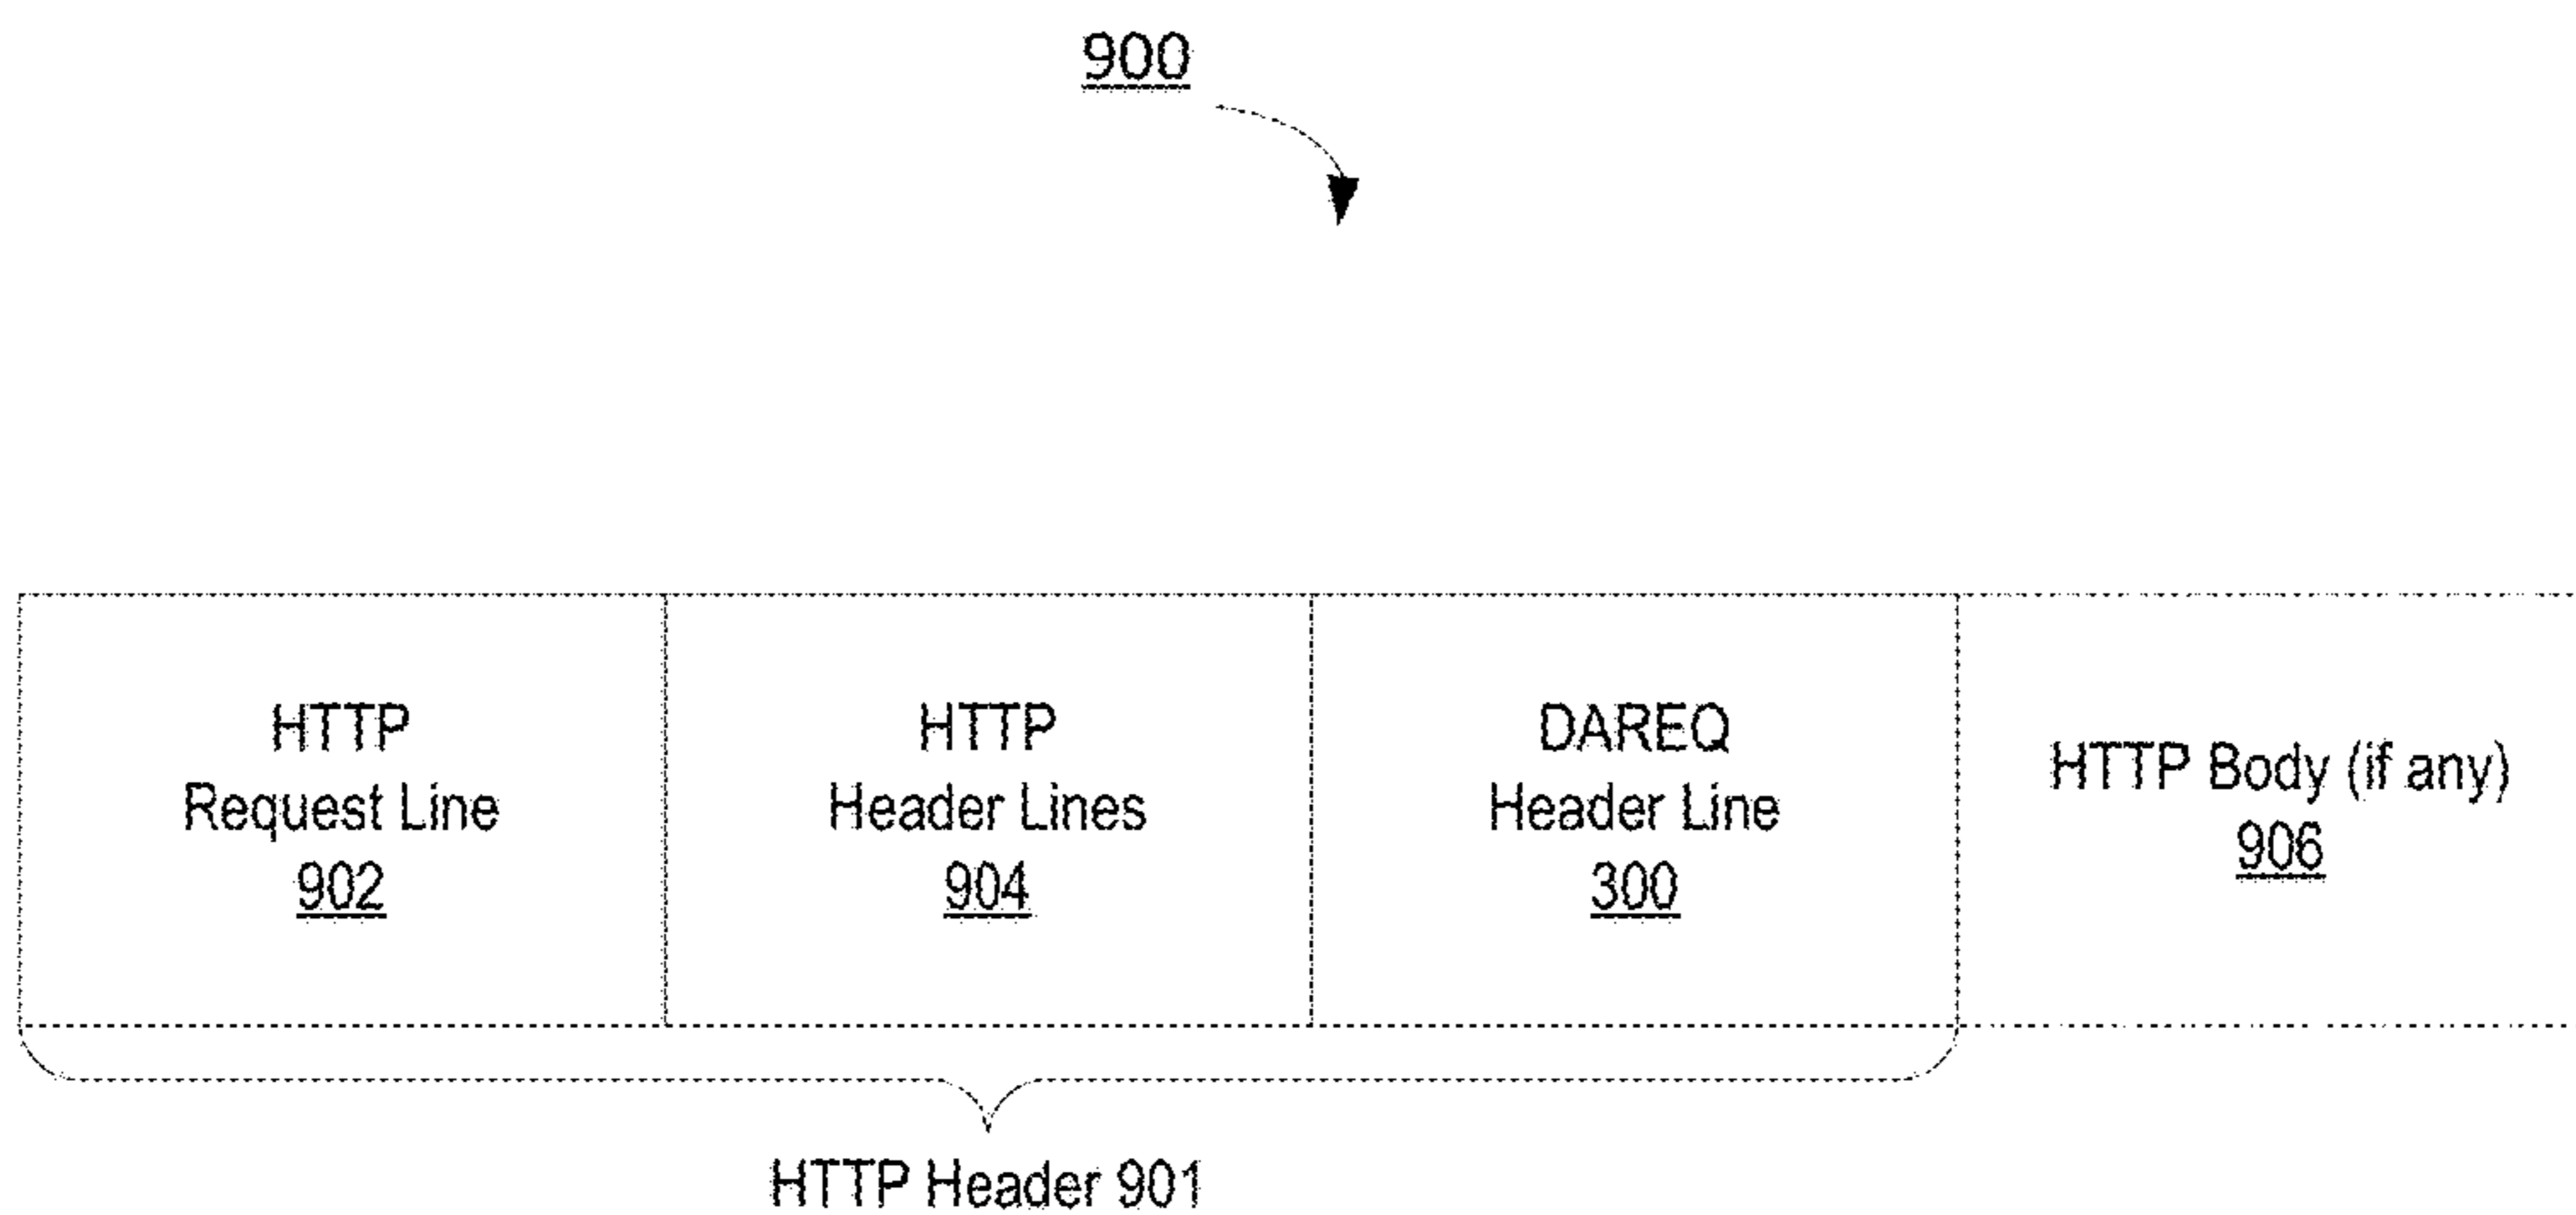 900
HTTP
Request Line
902
HTTP
Header Lines
904
DAREQ
Header Line
300
HTTP Body (if any)
906
HTTP Header 901